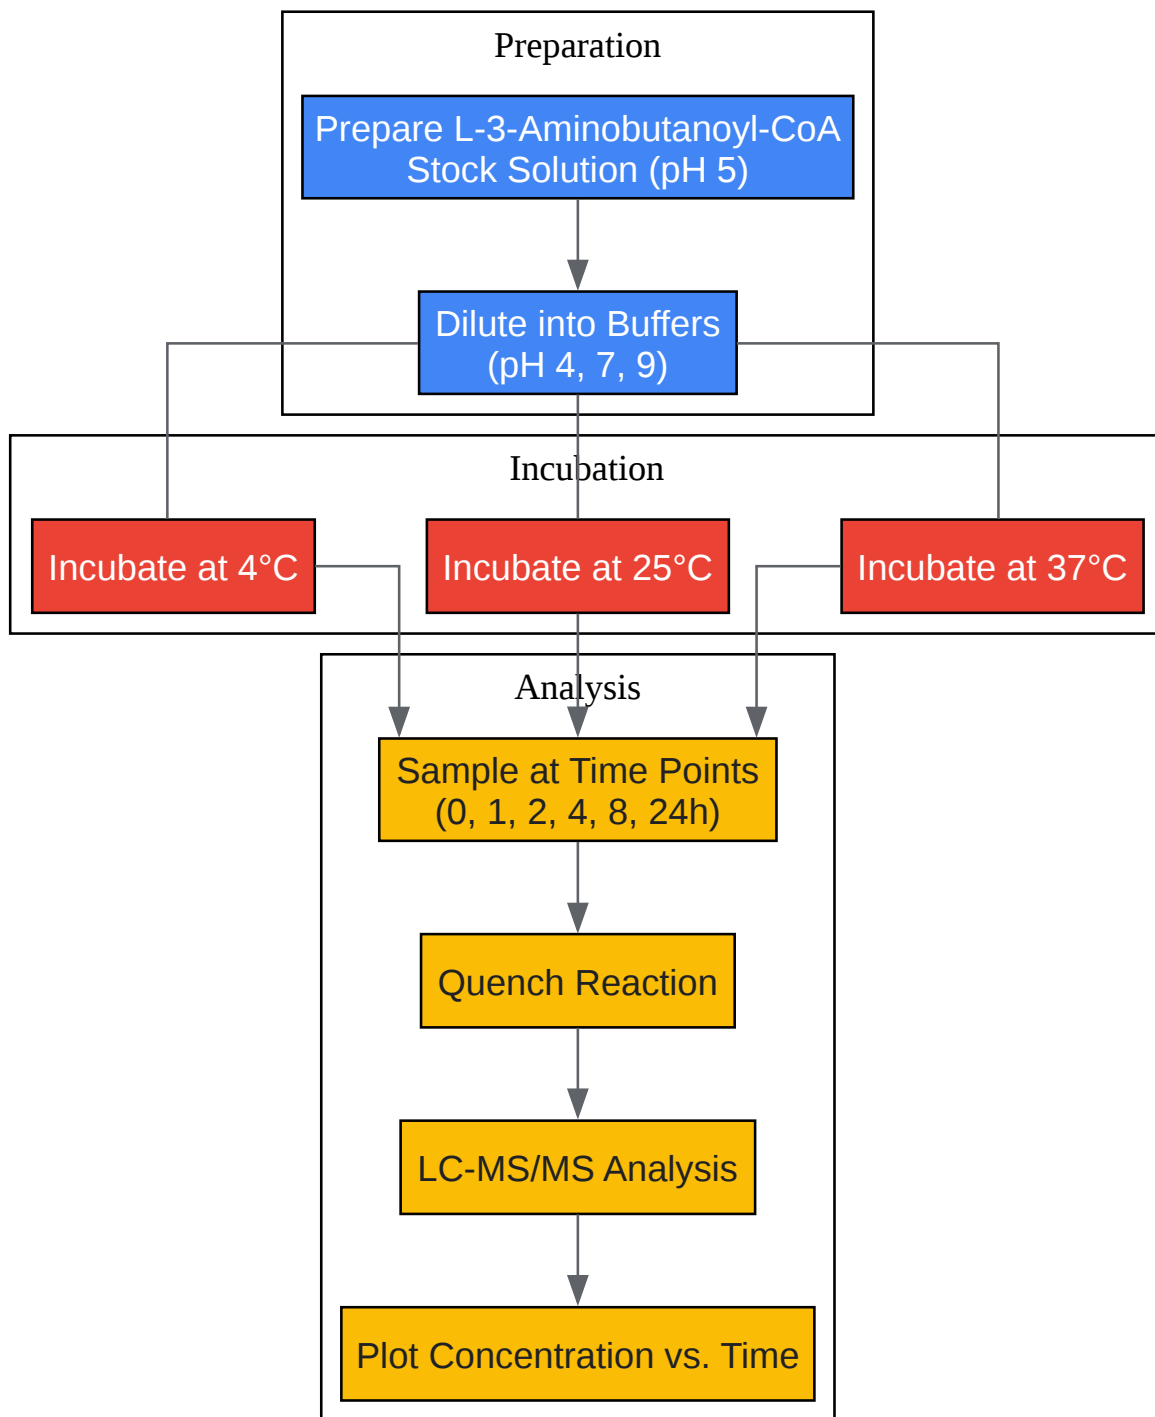 Preparation
Prepare L-3-Aminobutanoyl-CoA
Stock Solution (pH 5)
Dilute into Buffers
(pH 4, 7, 9)
Incubation
Incubate at 4°C
Incubate at 25°C
Incubate at 37°C
Analysis
Sample at Time Points
(0, 1, 2, 4, 8, 24h)
Quench Reaction
LC-MS/MS Analysis
Plot Concentration vs. Time